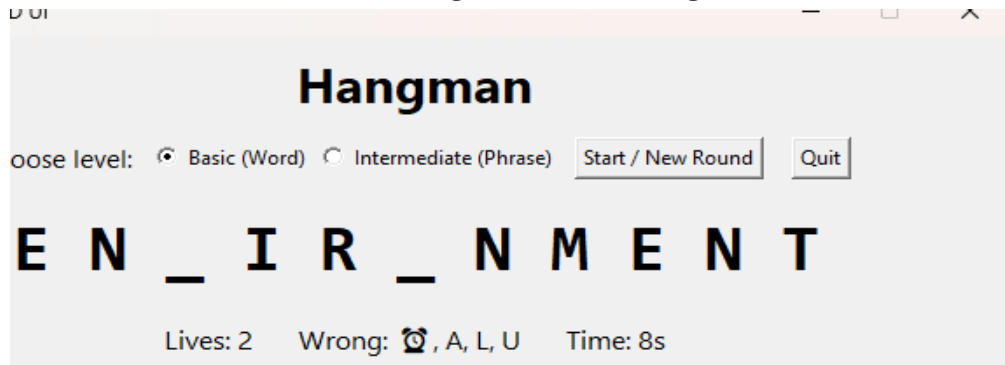 Hangman
oose level: Basic (Word) Intermediate (Phrase) Start / New Round Quit
E N _ I R _ N M E N T
Lives: 2 Wrong: ⏰, A, L, U Time: 8s